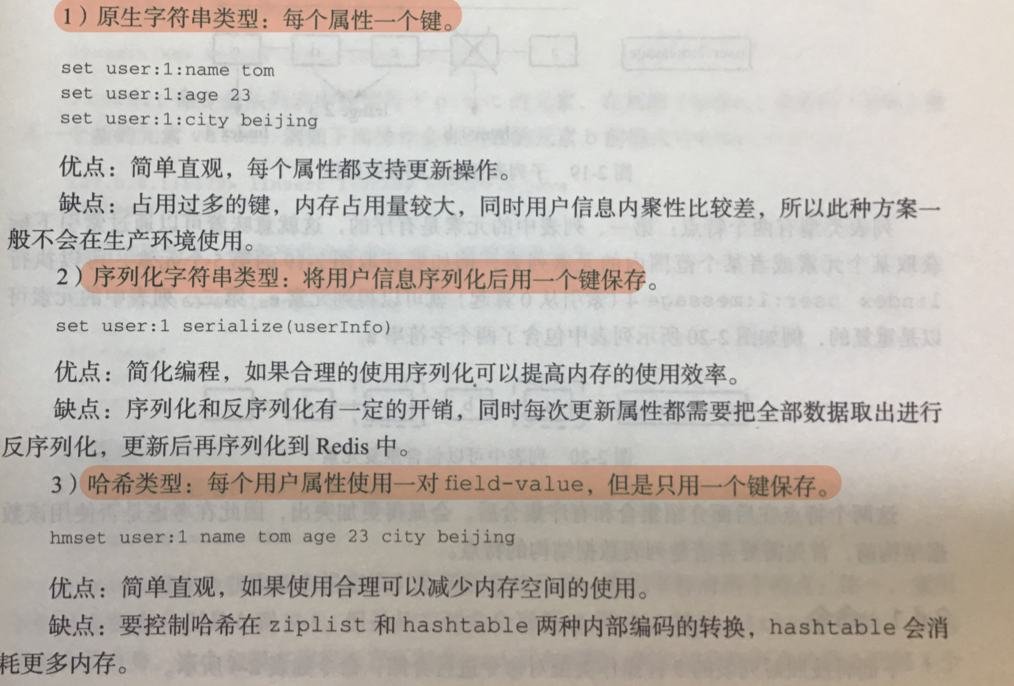 1）原生字符串类型：每个属性一个键。
set user:1:name tom
set user:1:age 23
set user:1:city beijing
优点：简单直观，每个属性都支持更新操作。
缺点：占用过多的键，内存占用量较大，同时用户信息内聚性比较差，所以此种方案一
般不会在生产环境使用。
2）序列化字符串类型：将用户信息序列化后用一个键保存。
set user:1 serialize(userInfo)
优点：简化编程，如果合理的使用序列化可以提高内存的使用效率。
缺点：序列化和反序列化有一定的开销，同时每次更新属性都需要把全部数据取出进行
反序列化，更新后再序列化到 Redis 中。
3）哈希类型：每个用户属性使用一对 field-value，但是只用一个键保存。
hmset user:1 name tom age 23 city beijing
优点：简单直观，如果使用合理可以减少内存空间的使用。
缺点：要控制哈希在 ziplist 和 hashtable 两种内部编码的转换，hashtable 会消
耗更多内存。